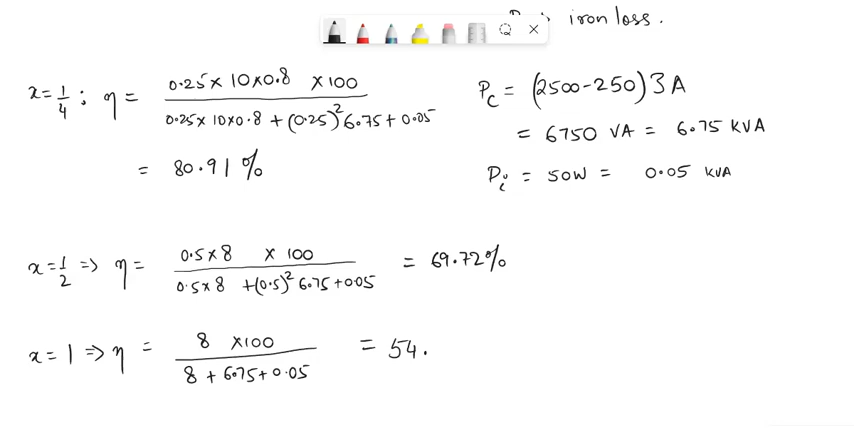 iron loss.
x = 1/4 ; η = 0.25 × 10 × 0.8 × 100 / 0.25 × 10 × 0.8 + (0.25)² 6.75 + 0.05
= 80.91 %
P_C = (2500 - 250) 3 A
= 6750 VA = 6.75 KVA
P_i = 50W = 0.05 KVA
x = 1/2 => η = 0.5 × 8 × 100 / 0.5 × 8 + (0.5)² 6.75 + 0.05 = 69.72%
x = 1 => η = 8 × 100 / 8 + 6.75 + 0.05 = 54.